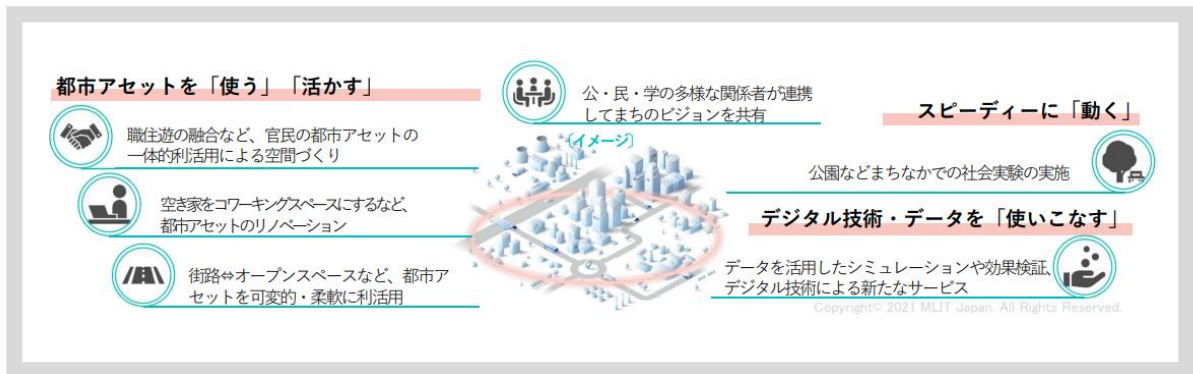 都市アセットを「使う」「活かす」
職住遊の融合など、官民の都市アセットの
一体的利活用による空間づくり
空き家をコワーキングスペースにするなど、
都市アセットのリノベーション
街路⇔オープンスペースなど、都市ア
セットを可変的・柔軟に利活用
公・民・学の多様な関係者が連携
してまちのビジョンを共有
(イメージ)
スピーディーに「動く」
公園などまちなかでの社会実験の実施
デジタル技術・データを「使いこなす」
データを活用したシミュレーションや効果検証、
デジタル技術による新たなサービス
Copyright© 2021 MLIT Japan. All Rights Reserved.